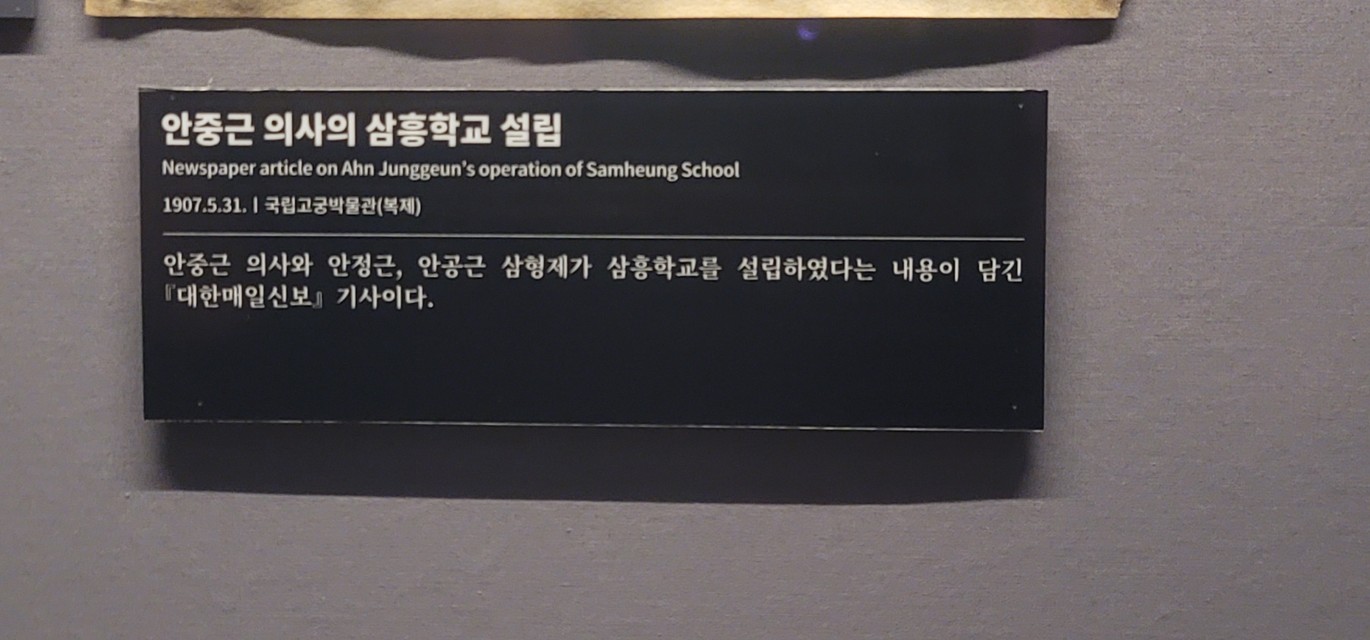 안중근 의사의 삼흥학교 설립
Newspaper article on Ahn Junggeun's operation of Samheung School
1907.5.31. | 국립고궁박물관(복제)
안중근 의사와 안정근, 안공근 삼형제가 삼흥학교를 설립하였다는 내용이 담긴
『대한매일신보』 기사이다.